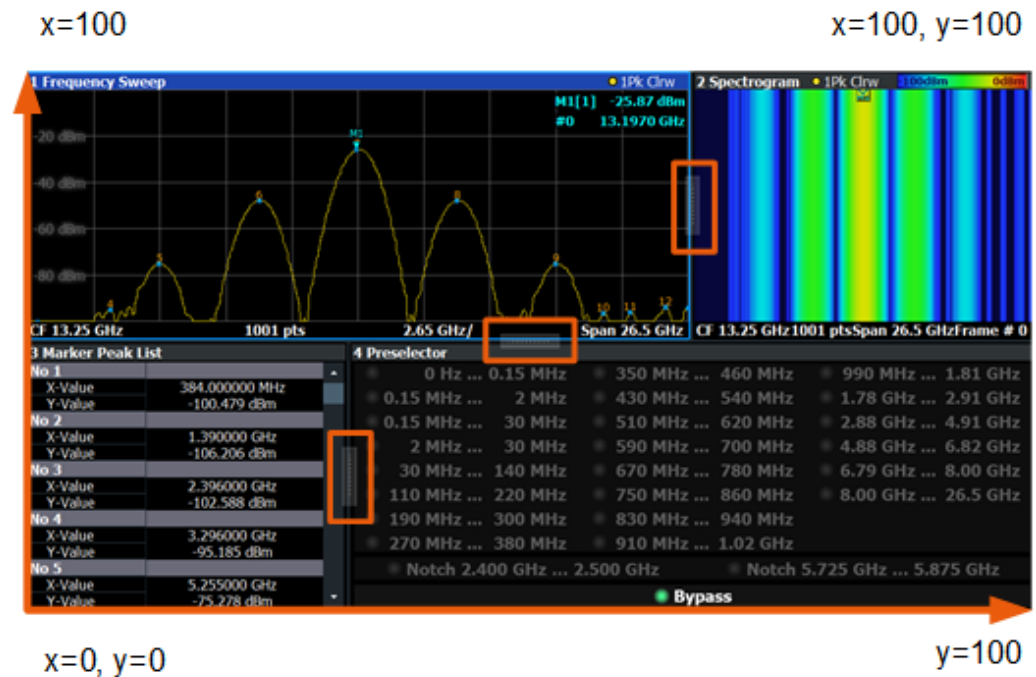 x=100
x=100, y=100
1 Frequency Sweep
1Pk Clrw
2 Spectrogram
1Pk Clrw
-100dBm
0dBm
M1[1] -25.87 dBm
#0 13.1970 GHz
M1
-20 dBm
-40 dBm
-60 dBm
-80 dBm
4
5
6
8
9
10
11
12
CF 13.25 GHz
1001 pts
2.65 GHz/
Span 26.5 GHz
CF 13.25 GHz
1001 pts
Span 26.5 GHz
Frame # 0
3 Marker Peak List
No 1
X-Value 384.000000 MHz
Y-Value -100.479 dBm
No 2
X-Value 1.390000 GHz
Y-Value -106.206 dBm
No 3
X-Value 2.396000 GHz
Y-Value -102.588 dBm
No 4
X-Value 3.296000 GHz
Y-Value -95.185 dBm
No 5
X-Value 5.255000 GHz
Y-Value -75.278 dBm
4 Preselector
0 Hz ... 0.15 MHz 350 MHz ... 460 MHz 990 MHz ... 1.81 GHz
0.15 MHz ... 2 MHz 430 MHz ... 540 MHz 1.78 GHz ... 2.91 GHz
0.15 MHz ... 30 MHz 510 MHz ... 620 MHz 2.88 GHz ... 4.91 GHz
2 MHz ... 30 MHz 590 MHz ... 700 MHz 4.88 GHz ... 6.82 GHz
30 MHz ... 140 MHz 670 MHz ... 780 MHz 6.79 GHz ... 8.00 GHz
110 MHz ... 220 MHz 750 MHz ... 860 MHz 8.00 GHz ... 26.5 GHz
190 MHz ... 300 MHz 830 MHz ... 940 MHz
270 MHz ... 380 MHz 910 MHz ... 1.02 GHz
Notch 2.400 GHz ... 2.500 GHz Notch 5.725 GHz ... 5.875 GHz
Bypass
x=0, y=0
y=100